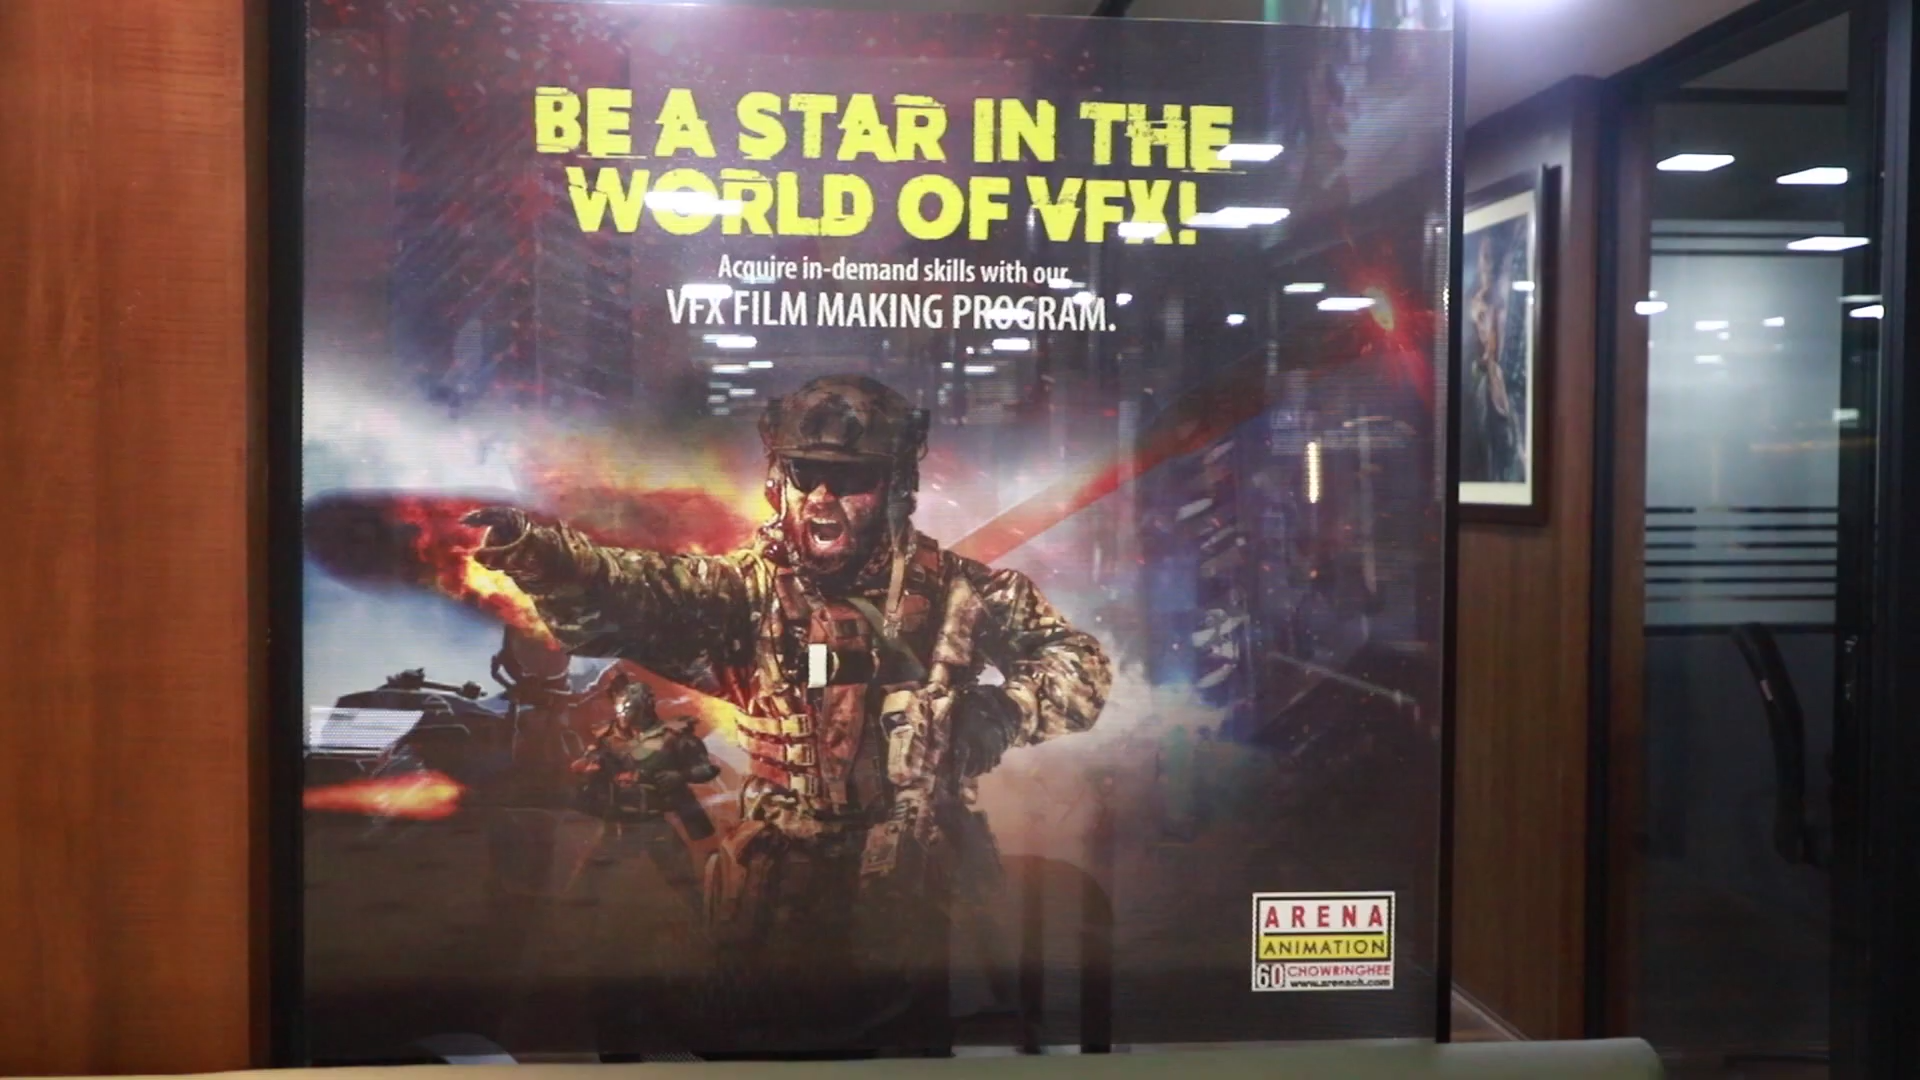 BE A STAR IN THE
WORLD OF VFX!
Acquire in-demand skills with our
VFX FILM MAKING PROGRAM.
ARENA
ANIMATION
60 CHOWRINGHEE
www.arenach.com